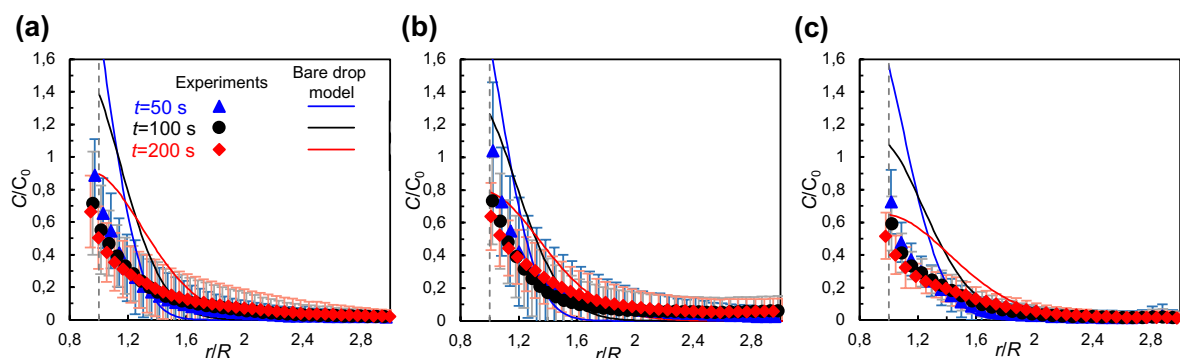 (a)
(b)
(c)
1,6
1,4
1,2
1
0,8
0,6
0,4
0,2
0
C/C0
0,8 1,2 1,6 2 2,4 2,8
r/R
Experiments
Bare drop
model
t=50 s
t=100 s
t=200 s
1,6
1,4
1,2
1
0,8
0,6
0,4
0,2
0
C/C0
0,8 1,2 1,6 2 2,4 2,8
r/R
1,6
1,4
1,2
1
0,8
0,6
0,4
0,2
0
C/C0
0,8 1,2 1,6 2 2,4 2,8
r/R